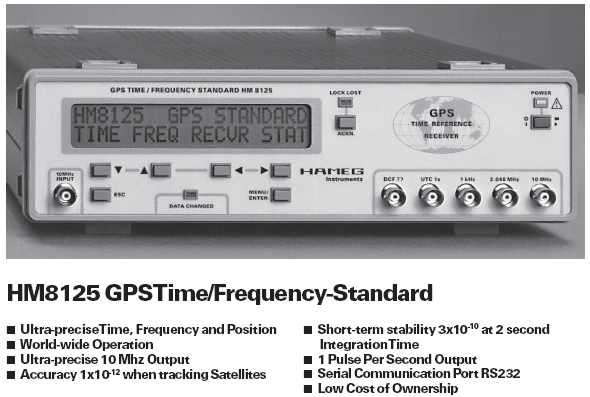 GPS TIME / FREQUENCY STANDARD HM 8125
LOCK LOST
POWER
HM8125 GPS STANDARD
TIME FREQ RECVR STAT
ACKN.
GPS
TIME REFERENCE
RECEIVER
10MHz
INPUT
ESC
DATA CHANGED
MENU/
ENTER
HAMEG
Instruments
DCF 77 UTC 1s 1 kHz 2.048 MHz 10 MHz
HM8125 GPSTime/Frequency-Standard
■ Ultra-preciseTime, Frequency and Position
■ World-wide Operation
■ Ultra-precise 10 Mhz Output
■ Accuracy 1x10⁻¹² when tracking Satellites
■ Short-term stability 3x10⁻¹⁰ at 2 second
IntegrationTime
■ 1 Pulse Per Second Output
■ Serial Communication Port RS232
■ Low Cost of Ownership